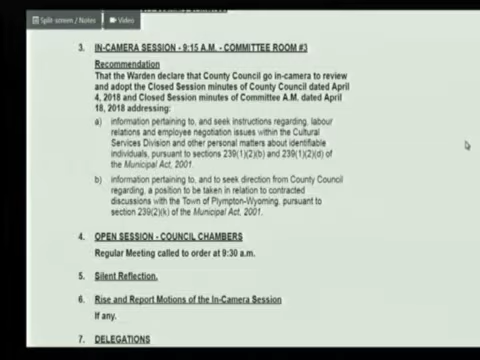 Split screen / Notes
Video
3. IN-CAMERA SESSION - 9:15 A.M. - COMMITTEE ROOM #3
Recommendation
That the Warden declare that County Council go in-camera to review
and adopt the Closed Session minutes of County Council dated April
4, 2018 and Closed Session minutes of Committee A.M. dated April
18, 2018 addressing:
a) information pertaining to, and seek instructions regarding, labour
relations and employee negotiation issues within the Cultural
Services Division and other personal matters about identifiable
individuals, pursuant to sections 239(1)(2)(b) and 239(1)(2)(d) of
the Municipal Act, 2001.
b) information pertaining to, and to seek direction from County Council
regarding, a position to be taken in relation to contracted
discussions with the Town of Plympton-Wyoming, pursuant to
section 239(2)(k) of the Municipal Act, 2001.
4. OPEN SESSION - COUNCIL CHAMBERS
Regular Meeting called to order at 9:30 a.m.
5. Silent Reflection.
6. Rise and Report Motions of the In-Camera Session
If any.
7. DELEGATIONS